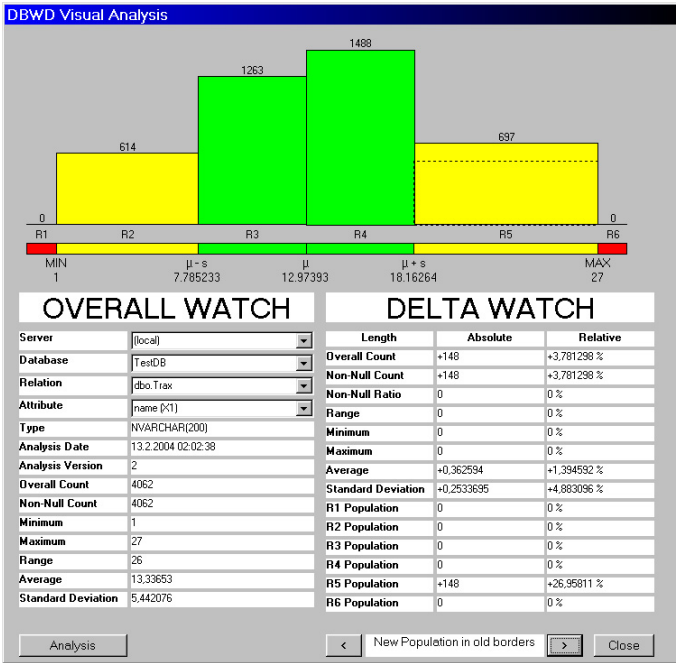 DBWD Visual Analysis
1488
1263
614
697
0
0
R1 R2 R3 R4 R5 R6
MIN µ - s µ µ + s MAX
1 7.785233 12.97393 18.16264 27
OVERALL WATCH
Server (local)
Database TestDB
Relation dbo.Trax
Attribute name (X1)
Type NVARCHAR(200)
Analysis Date 13.2.2004 02:02:38
Analysis Version 2
Overall Count 4062
Non-Null Count 4062
Minimum 1
Maximum 27
Range 26
Average 13,33653
Standard Deviation 5,442076
Analysis
DELTA WATCH
Length Absolute Relative
Overall Count +148 +3,781298 %
Non-Null Count +148 +3,781298 %
Non-Null Ratio 0 0 %
Range 0 0 %
Minimum 0 0 %
Maximum 0 0 %
Average +0,362594 +1,394592 %
Standard Deviation +0,2533695 +4,883096 %
R1 Population 0 0 %
R2 Population 0 0 %
R3 Population 0 0 %
R4 Population 0 0 %
R5 Population +148 +26,95811 %
R6 Population 0 0 %
< New Population in old borders > Close